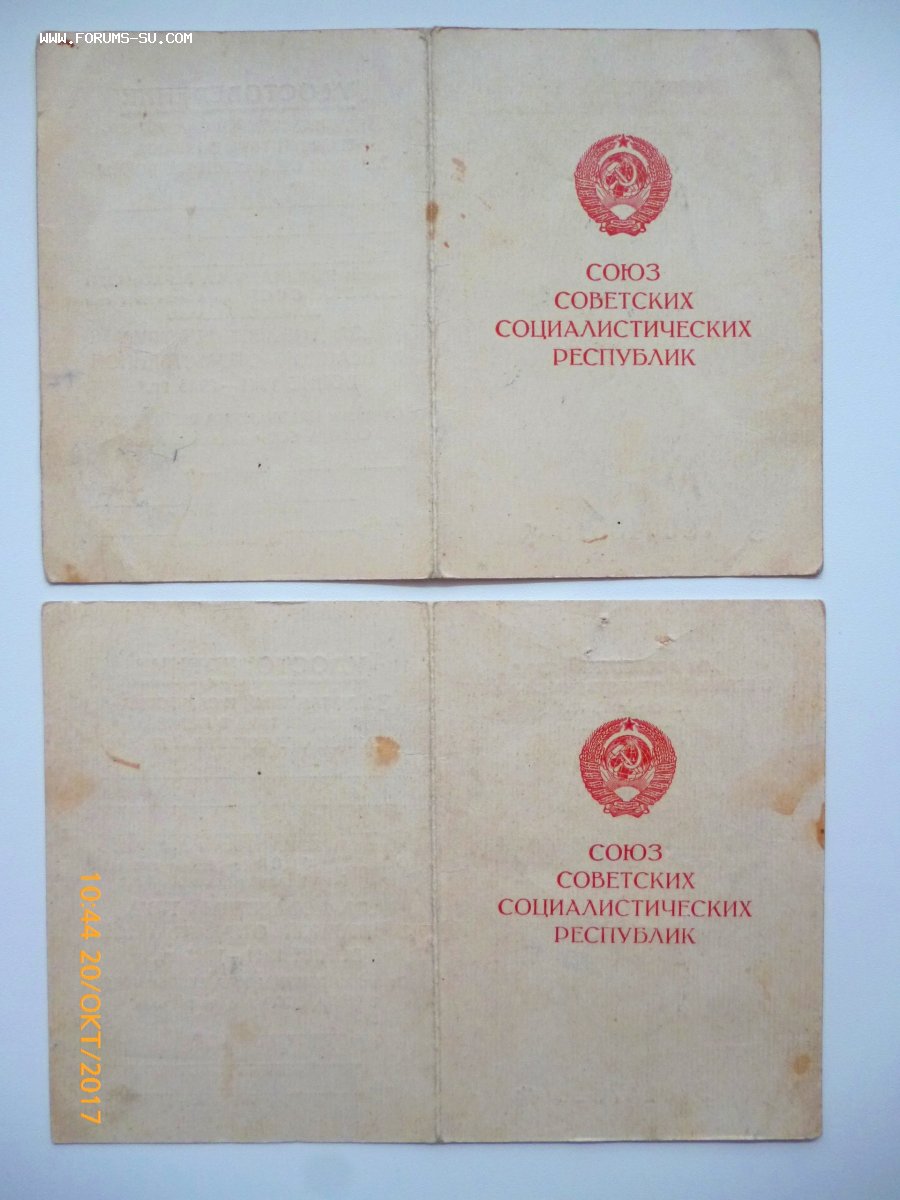 WWW.FORUMS-SU.COM
СОЮЗ
СОВЕТСКИХ
СОЦИАЛИСТИЧЕСКИХ
РЕСПУБЛИК
СОЮЗ
СОВЕТСКИХ
СОЦИАЛИСТИЧЕСКИХ
РЕСПУБЛИК
10:44 20/ОКТ/2017